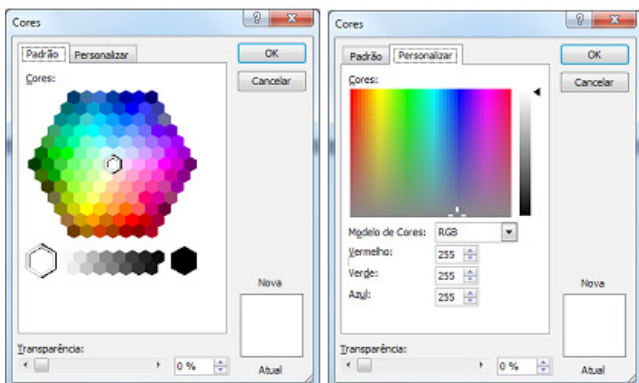 Cores
Padrão Personalizar
Cores:
OK
Cancelar
Nova
Transparência:
0 %
Atual
Cores
Padrão Personalizar
Cores:
OK
Cancelar
Modelo de Cores: RGB
Vermelho: 255
Verde: 255
Azul: 255
Nova
Transparência:
0 %
Atual